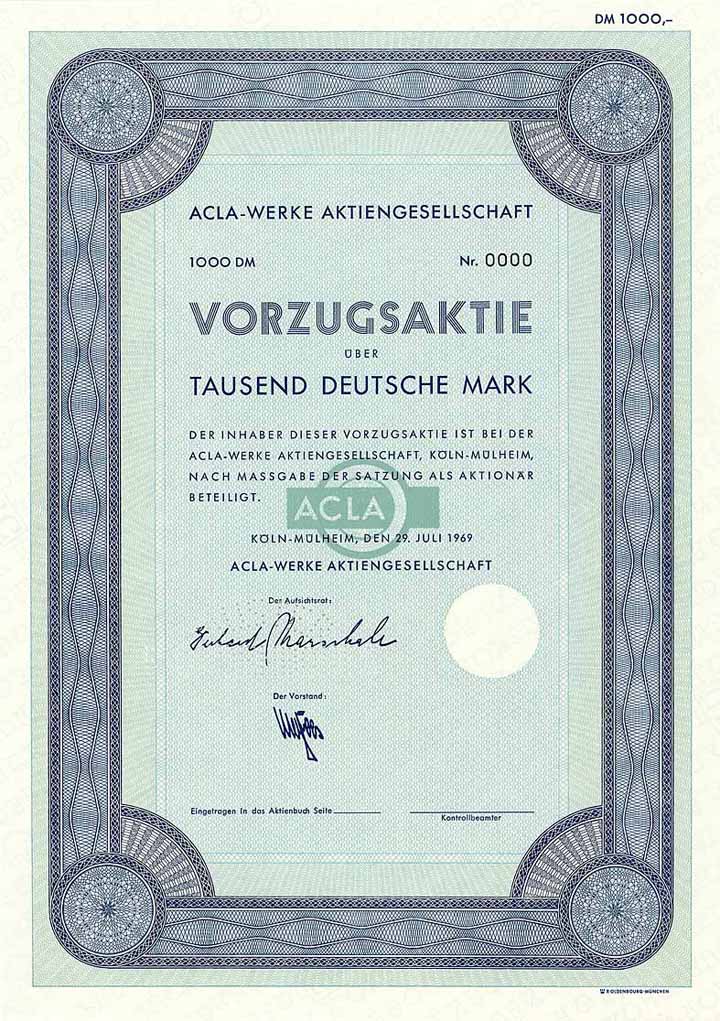 DM 1000,–
ACLA-WERKE AKTIENGESELLSCHAFT
1000 DM Nr. 0000
VORZUGSAKTIE
ÜBER
TAUSEND DEUTSCHE MARK
DER INHABER DIESER VORZUGSAKTIE IST BEI DER
ACLA-WERKE AKTIENGESELLSCHAFT, KÖLN-MÜLHEIM,
NACH MASSGABE DER SATZUNG ALS AKTIONÄR
BETEILIGT.
ACLA
KÖLN-MÜLHEIM, DEN 29. JULI 1969
ACLA-WERKE AKTIENGESELLSCHAFT
Der Aufsichtsrat:
Der Vorstand:
Eingetragen in das Aktienbuch Seite
Kontrollbeamter
R·OLDENBOURG·MÜNCHEN